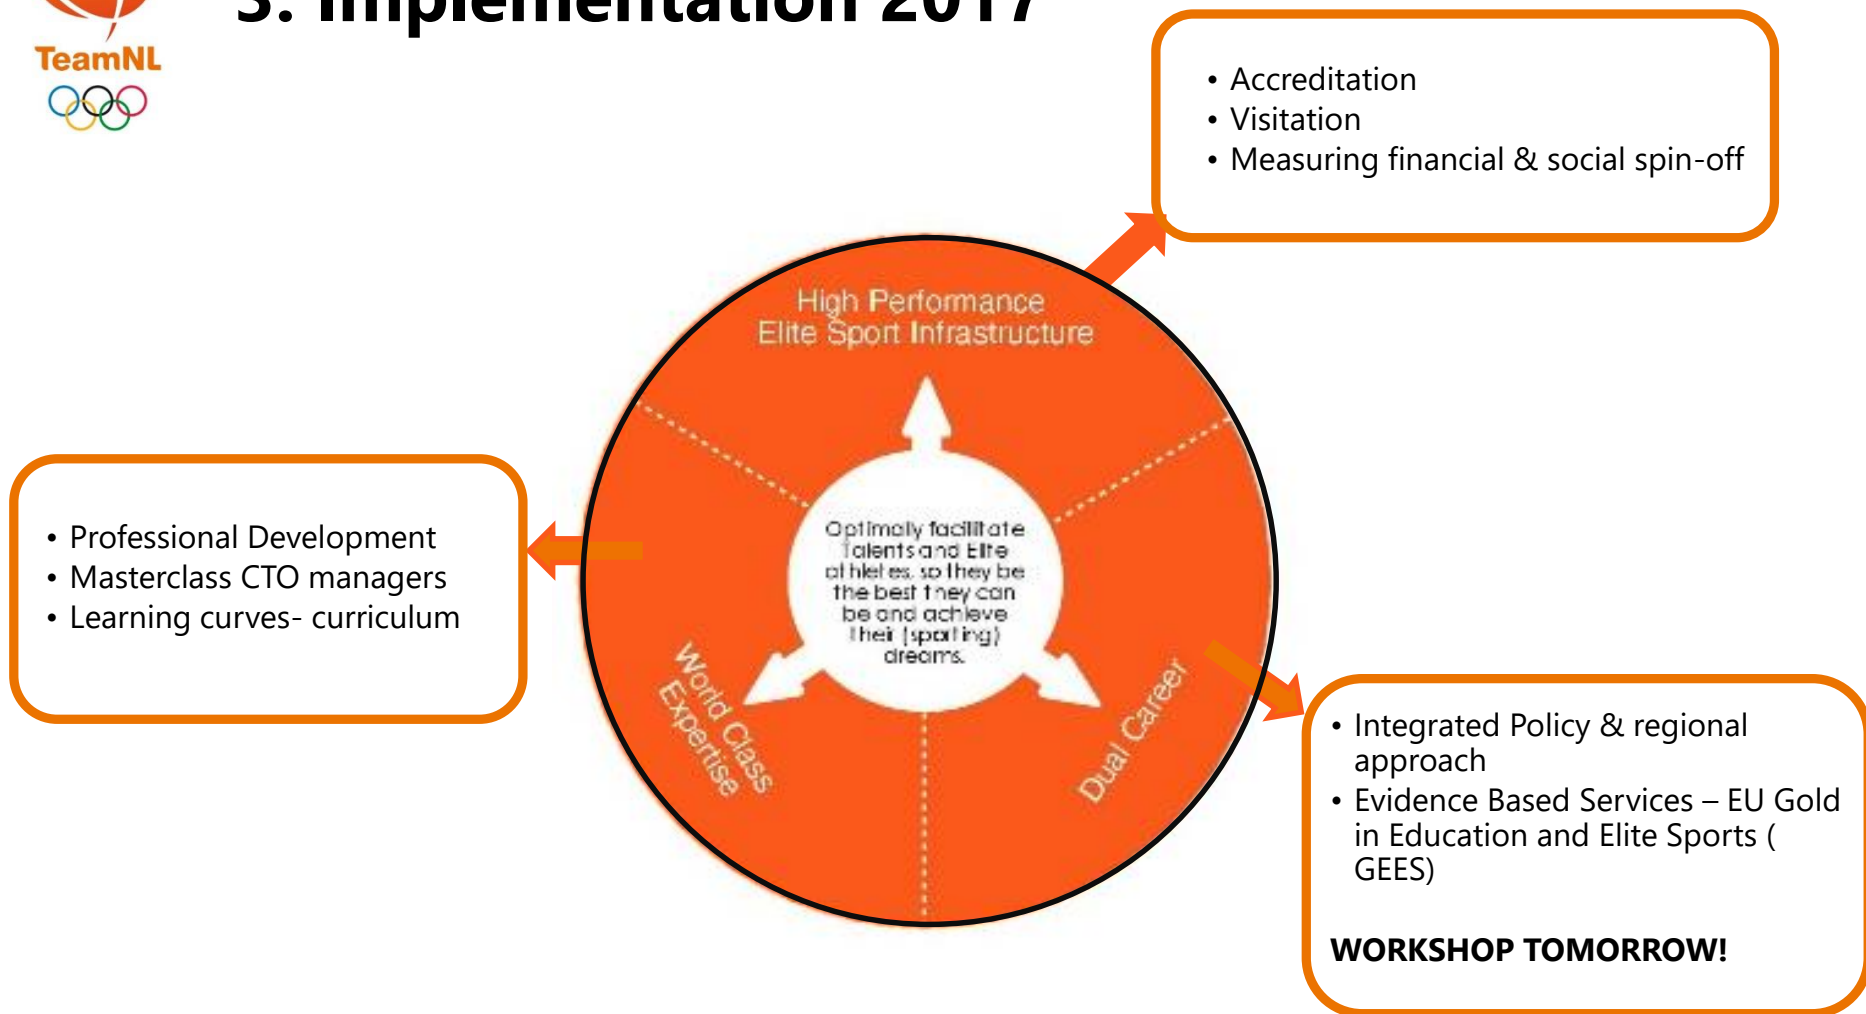 3. Implementation 2017
TeamNL
• Accreditation
• Visitation
• Measuring financial & social spin-off
High Performance
Elite Sport Infrastructure
• Professional Development
• Masterclass CTO managers
• Learning curves- curriculum
Optimally facilitate
Talents and Elite
athletes, so they be
the best they can
be and achieve
their (sporting)
dreams.
World Class
Expertise
Dual Career
• Integrated Policy & regional
approach
• Evidence Based Services – EU Gold
in Education and Elite Sports (
GEES)
WORKSHOP TOMORROW!